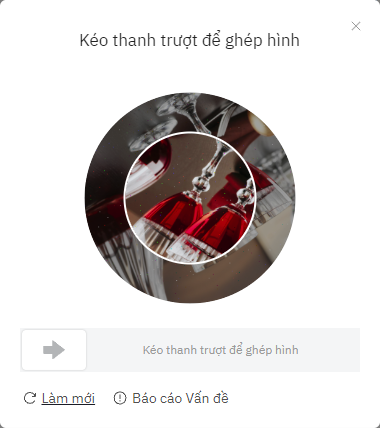 Kéo thanh trượt để ghép hình
Kéo thanh trượt để ghép hình
Làm mới
Báo cáo Vấn đề